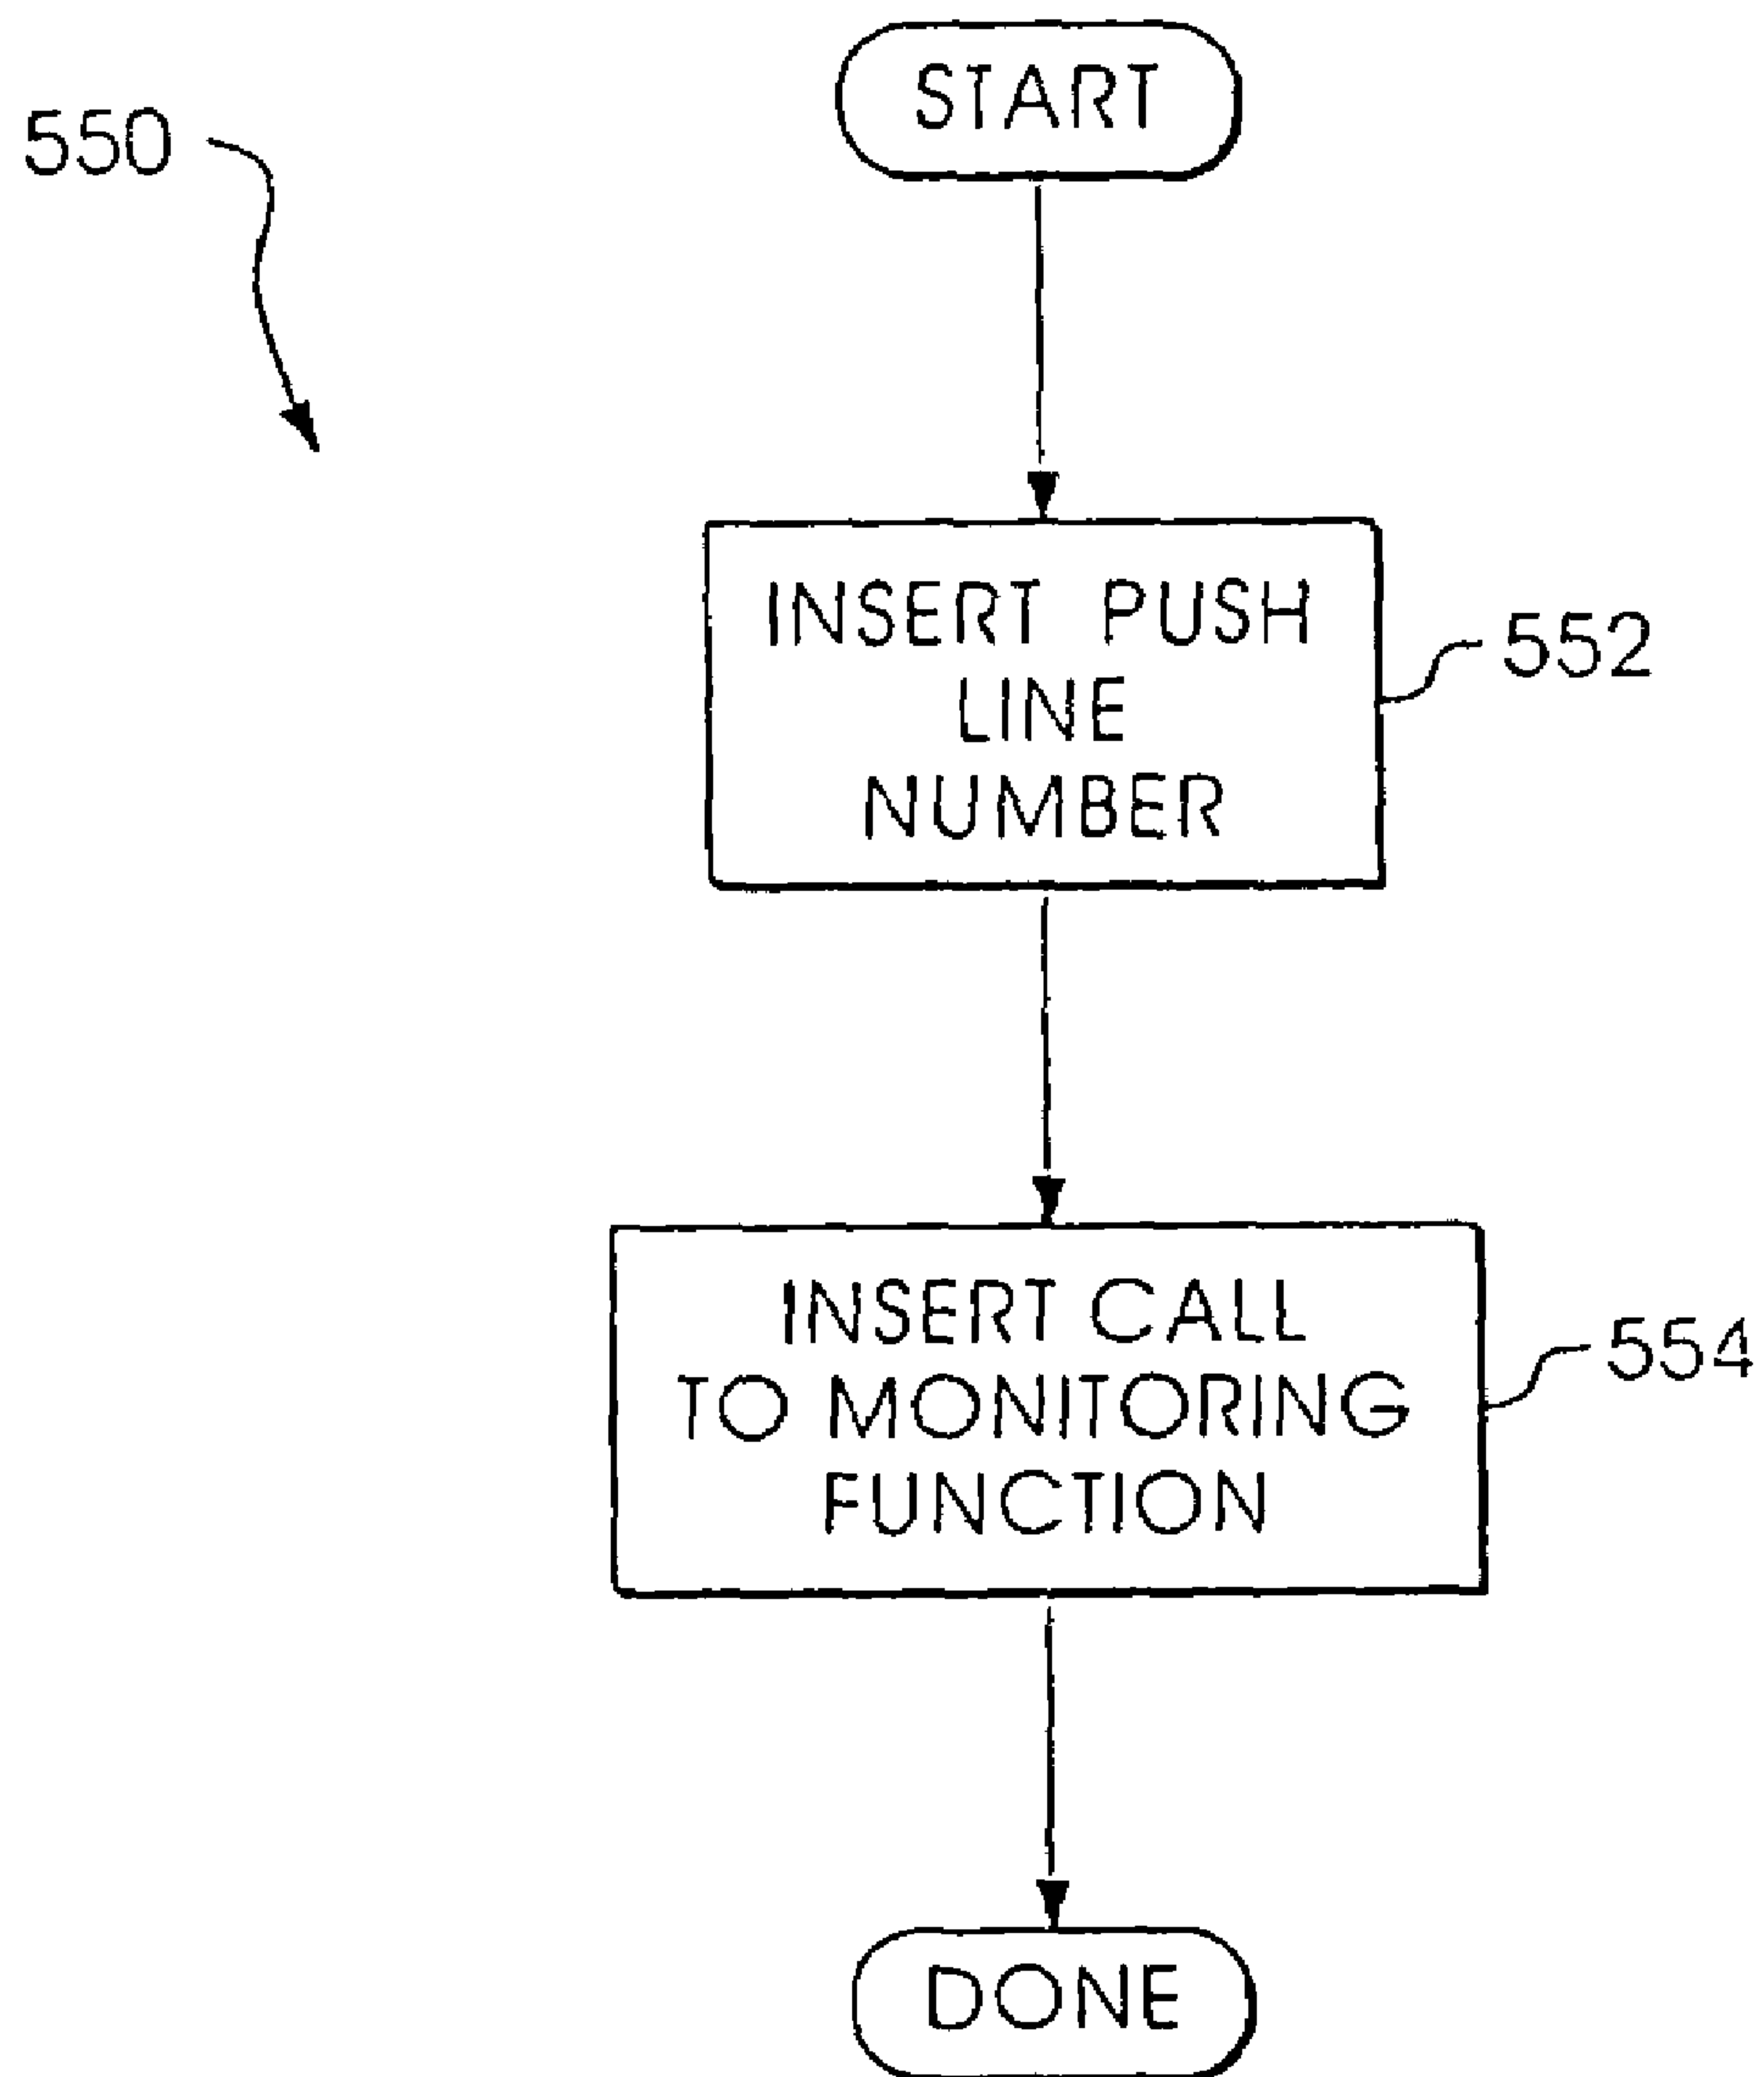 START
550
INSERT PUSH
LINE
NUMBER
552
INSERT CALL
TO MONITORING
FUNCTION
554
DONE